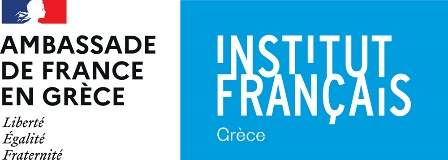 AMBASSADE
DE FRANCE
EN GRÈCE
Liberté
Égalité
Fraternité
INSTITUT
FRANÇAIS
Grèce